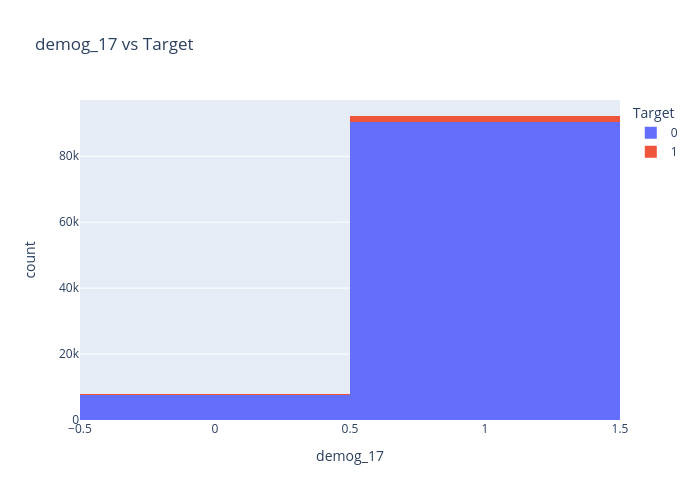 demog_17 vs Target
Target
0
1
80k
60k
40k
20k
0
count
−0.5
0
0.5
1
1.5
demog_17